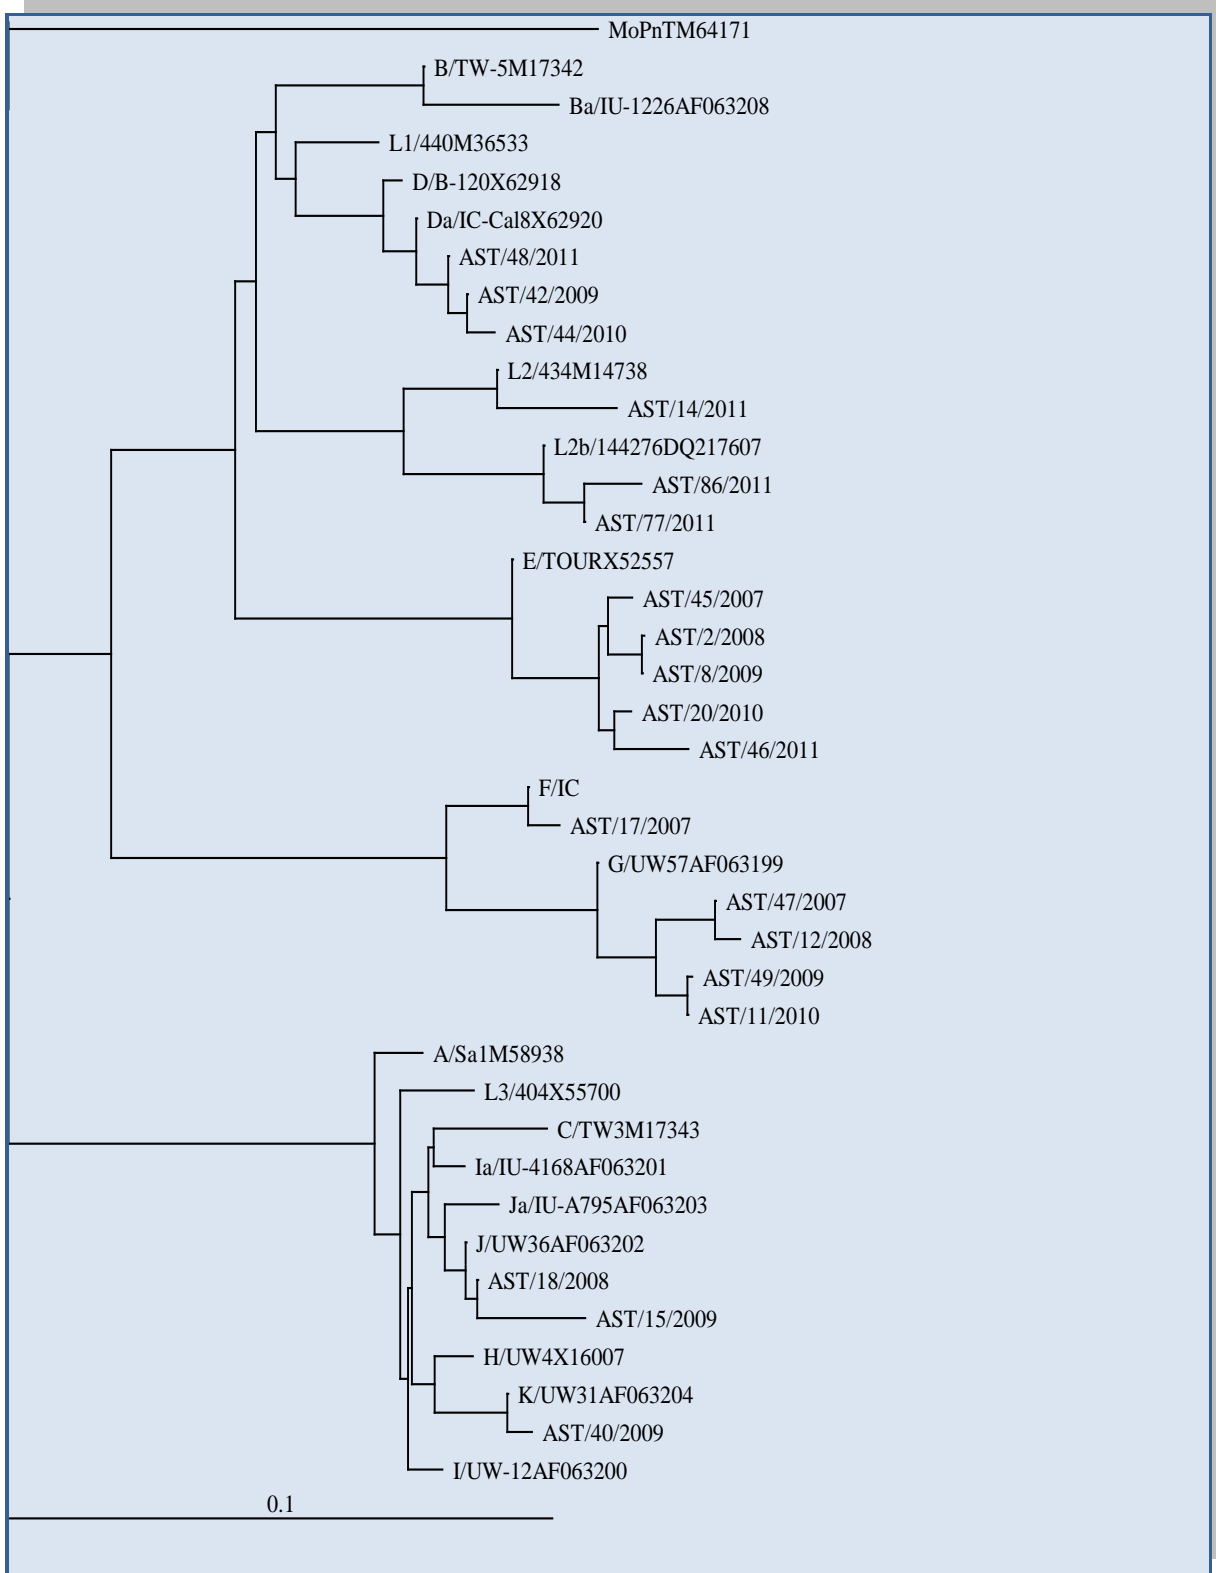 MoPnTM64171
B/TW-5M17342
Ba/IU-1226AF063208
L1/440M36533
D/B-120X62918
Da/IC-Cal8X62920
AST/48/2011
AST/42/2009
AST/44/2010
L2/434M14738
AST/14/2011
L2b/144276DQ217607
AST/86/2011
AST/77/2011
E/TOURX52557
AST/45/2007
AST/2/2008
AST/8/2009
AST/20/2010
AST/46/2011
F/IC
AST/17/2007
G/UW57AF063199
AST/47/2007
AST/12/2008
AST/49/2009
AST/11/2010
A/Sa1M58938
L3/404X55700
C/TW3M17343
Ia/IU-4168AF063201
Ja/IU-A795AF063203
J/UW36AF063202
AST/18/2008
AST/15/2009
H/UW4X16007
K/UW31AF063204
AST/40/2009
I/UW-12AF063200
0.1